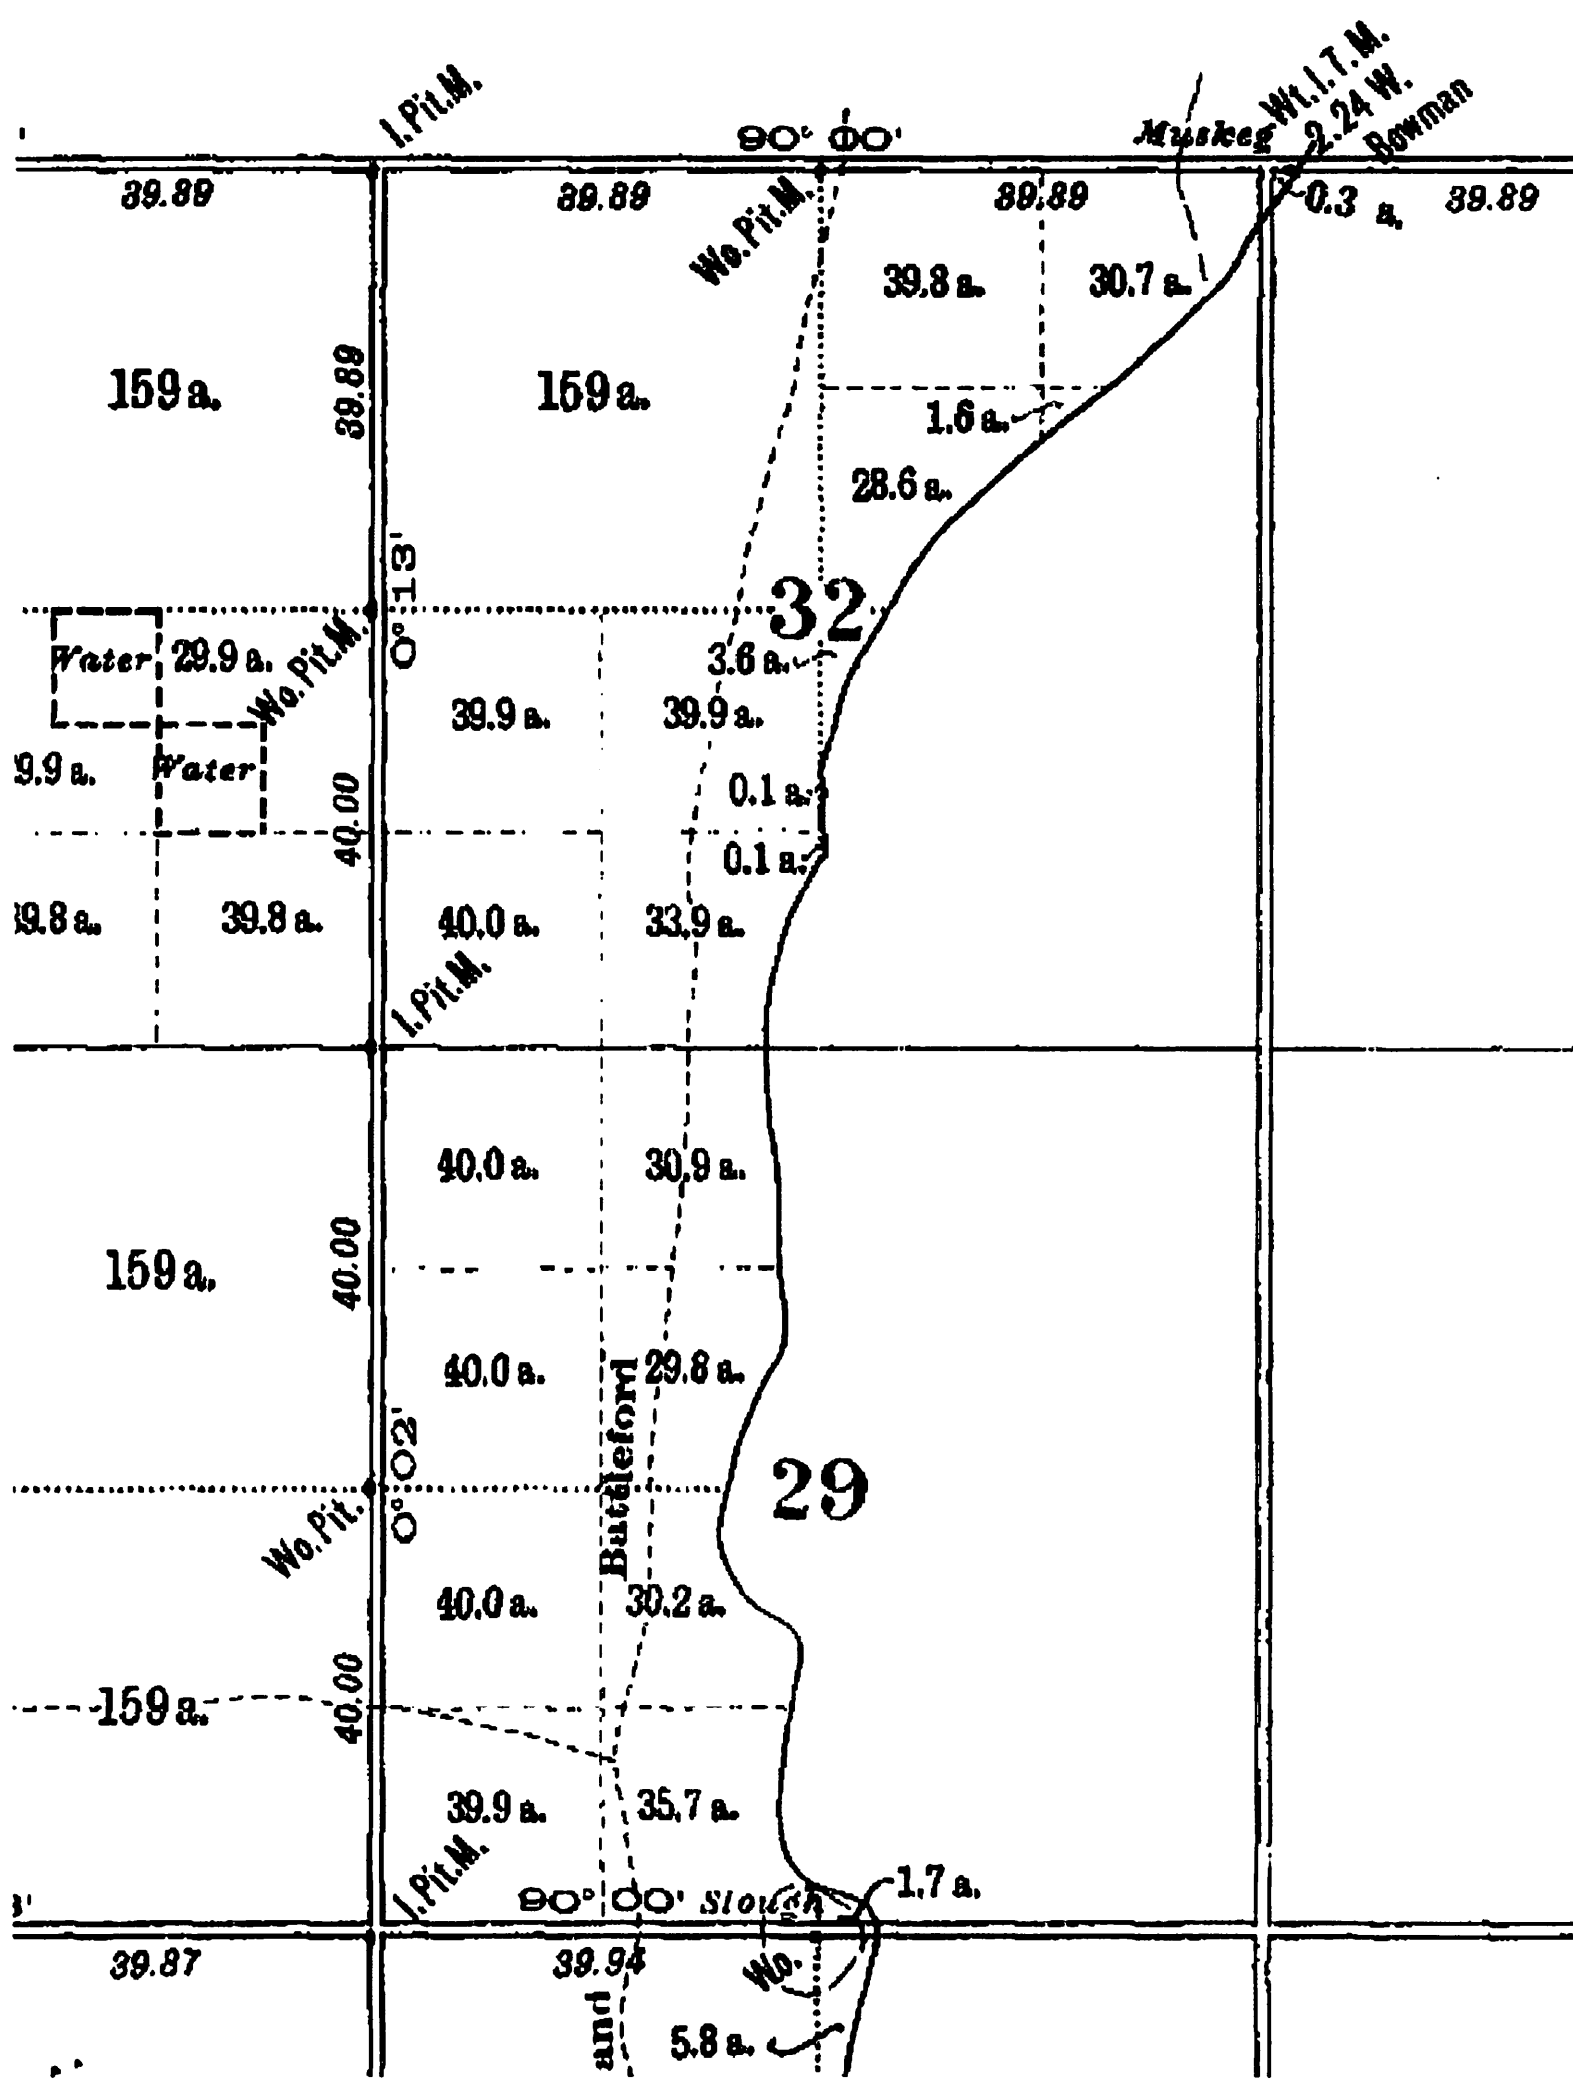 I.Pit.M.
90° 00'
Muskeg
Wt.I.T.M.
2.24 W.
Bowman
39.89
39.89
39.89
0.3 a.
39.89
Wo.Pit.M.
39.8 a.
30.7 a.
159 a.
39.89
159 a.
1.6 a.
28.6 a.
0° 13'
32
Water
29.9 a.
Wo.Pit.M.
3.6 a.
39.9 a.
39.9 a.
9.9 a.
Water
40.00
0.1 a.
0.1 a.
39.8 a.
39.8 a.
40.0 a.
33.9 a.
I.Pit.M.
40.0 a.
30.9 a.
159 a.
40.00
40.0 a.
29.8 a.
Battleford
0° 02'
29
Wo.Pit.
40.0 a.
30.2 a.
159 a.
40.00
39.9 a.
35.7 a.
I.Pit.M.
90° 00'
Slough
1.7 a.
39.87
39.94
Wo.
and
5.8 a.